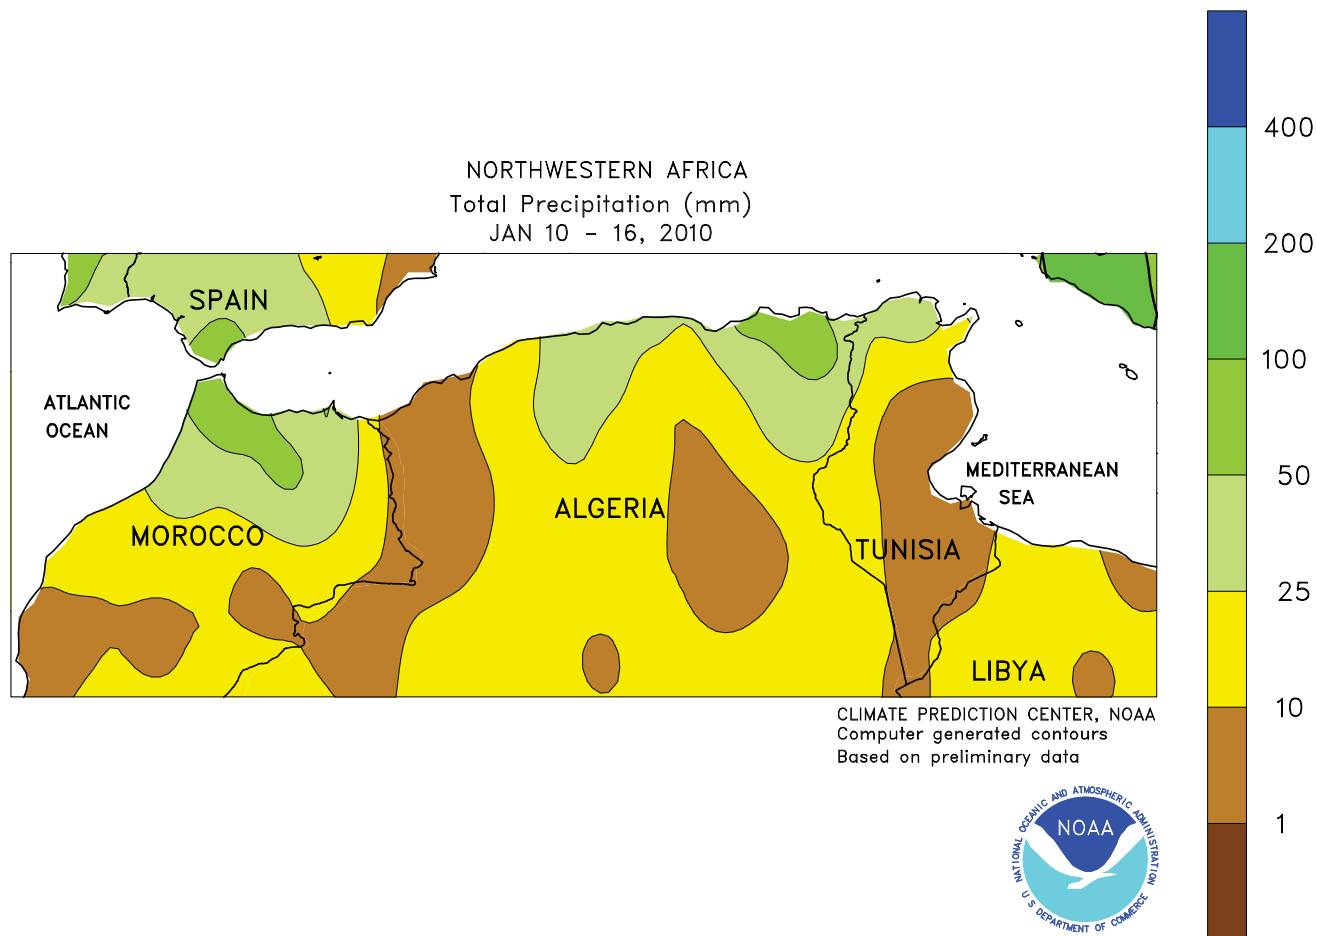 NORTHWESTERN AFRICA
Total Precipitation (mm)
JAN 10 - 16, 2010
SPAIN
ATLANTIC
OCEAN
MEDITERRANEAN
SEA
ALGERIA
MOROCCO
TUNISIA
LIBYA
400
200
100
50
25
10
1
CLIMATE PREDICTION CENTER, NOAA
Computer generated contours
Based on preliminary data
NATIONAL OCEANIC AND ATMOSPHERIC ADMINISTRATION
NOAA
U S DEPARTMENT OF COMMERCE